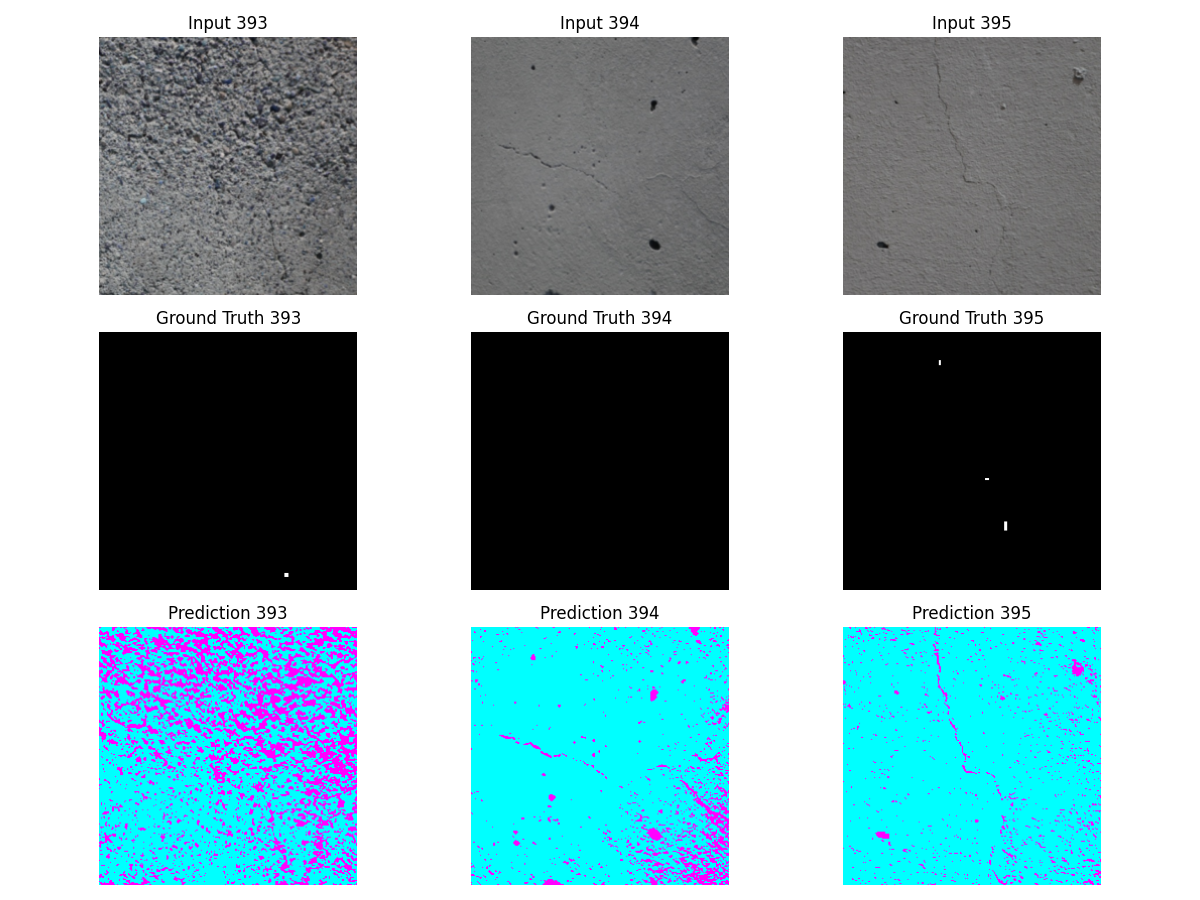 Input 393
Input 394
Input 395
Ground Truth 393
Ground Truth 394
Ground Truth 395
Prediction 393
Prediction 394
Prediction 395